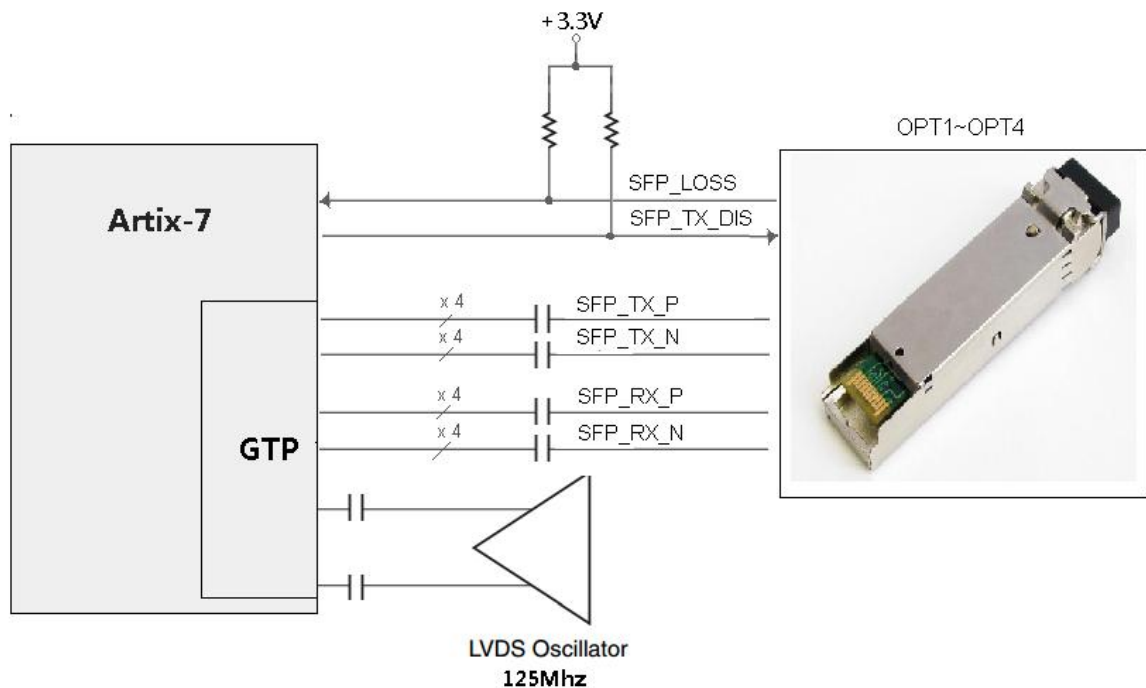 +3.3V
OPT1~OPT4
SFP_LOSS
Artix-7
SFP_TX_DIS
x 4
SFP_TX_P
x 4
SFP_TX_N
x 4
SFP_RX_P
x 4
SFP_RX_N
GTP
LVDS Oscillator
125Mhz